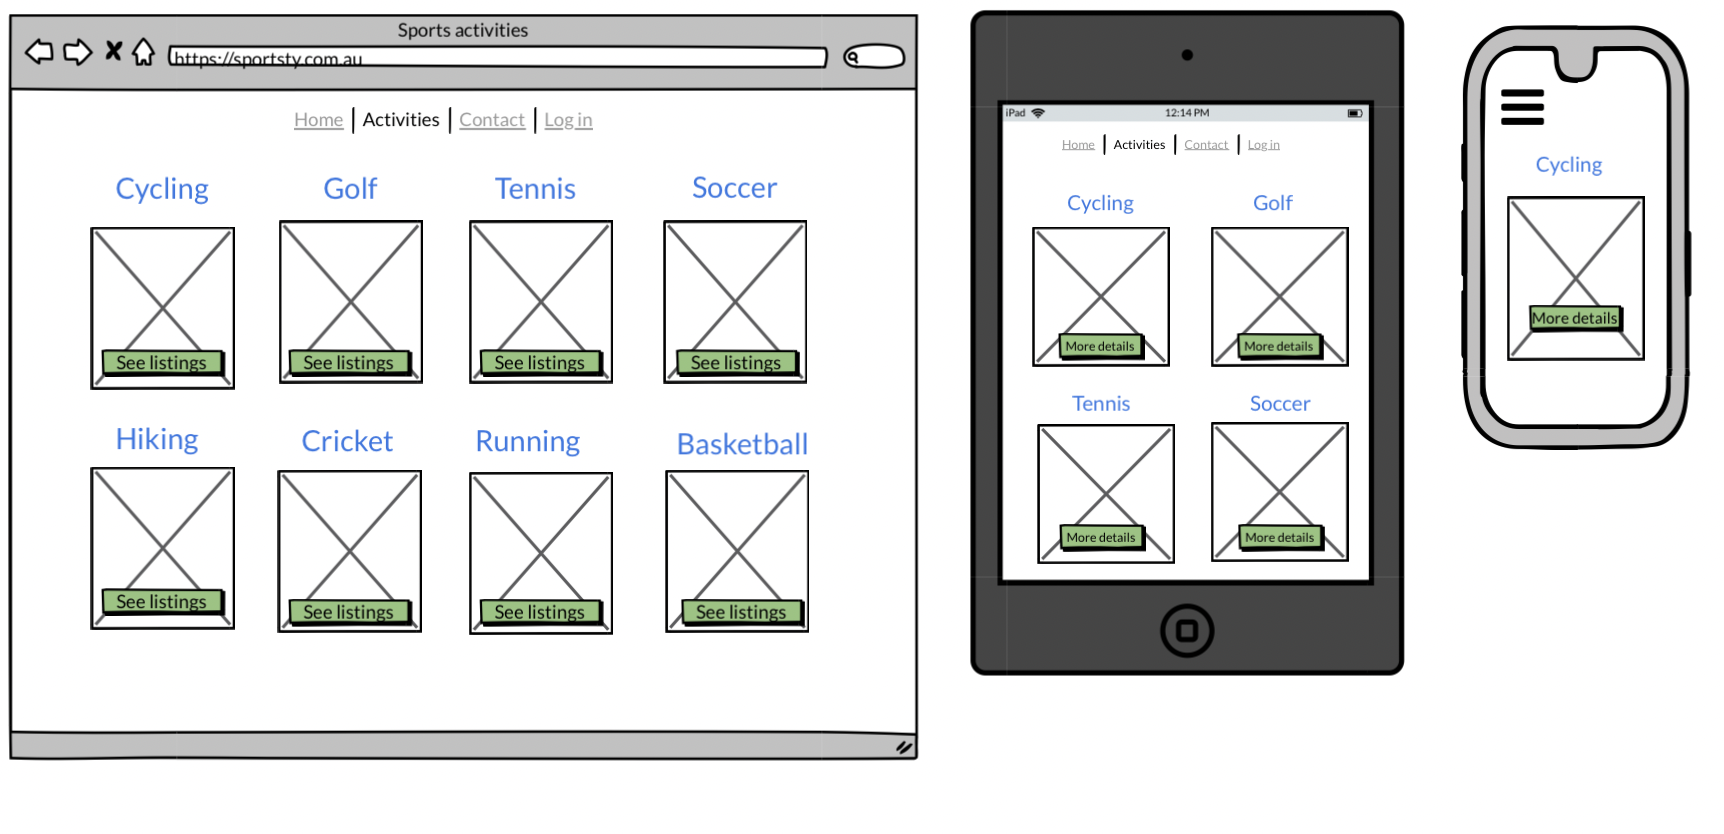 Sports activities
https://sportsty.com.au
Home Activities Contact Log in
Cycling Golf Tennis Soccer
See listings See listings See listings See listings
Hiking Cricket Running Basketball
See listings See listings See listings See listings
iPad 12:14 PM
Home Activities Contact Log in
Cycling Golf
More details More details
Tennis Soccer
More details More details
Cycling
More details